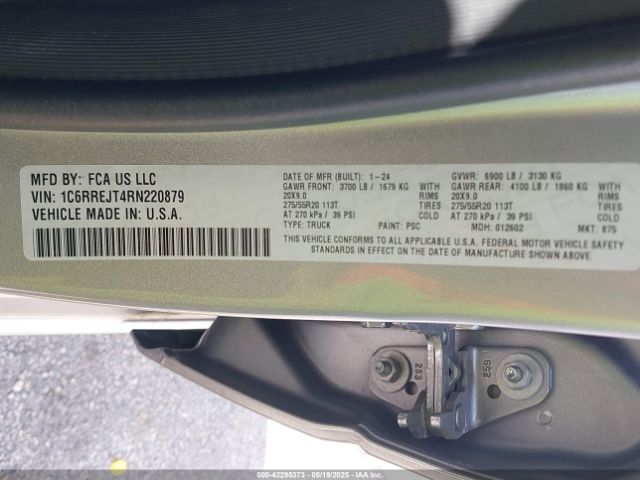 MFD BY: FCA US LLC
VIN: 1C6RREJT4RN220879
VEHICLE MADE IN U.S.A.
DATE OF MFR (BUILT): 1-24 GVWR: 6900 LB / 3130 KG
GAWR FRONT: 3700 LB / 1679 KG WITH GAWR REAR: 4100 LB / 1860 KG WITH
20X9.0 RIMS 20X9.0 RIMS
275/55R20 113T TIRES 275/55R20 113T TIRES
AT 270 kPa / 39 PSI COLD AT 270 kPa / 39 PSI COLD
TYPE: TRUCK PAINT: PSC MDH: 012602 MKT: 875
THIS VEHICLE CONFORMS TO ALL APPLICABLE U.S.A. FEDERAL MOTOR VEHICLE SAFETY
STANDARDS IN EFFECT ON THE DATE OF MANUFACTURE SHOWN ABOVE.
263
259
000-42295373 - 05/19/2025 - COPYRIGHT IAA, LLC.